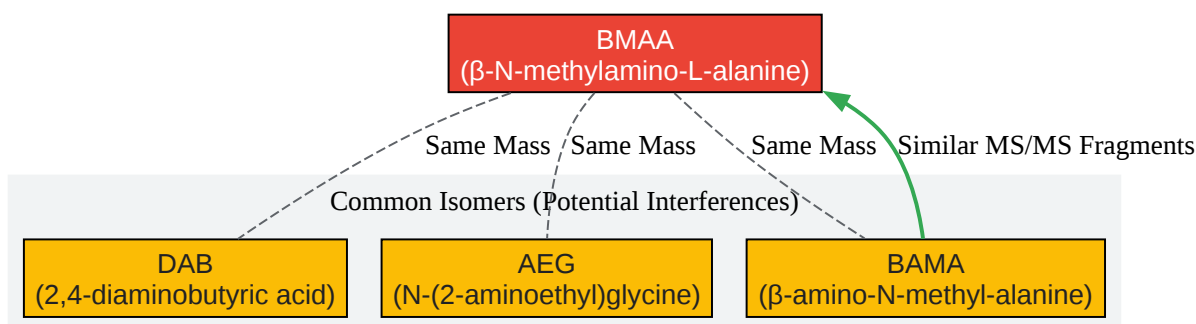 BMAA
(β-N-methylamino-L-alanine)
Same Mass
Same Mass
Same Mass
Similar MS/MS Fragments
Common Isomers (Potential Interferences)
DAB
(2,4-diaminobutyric acid)
AEG
(N-(2-aminoethyl)glycine)
BAMA
(β-amino-N-methyl-alanine)